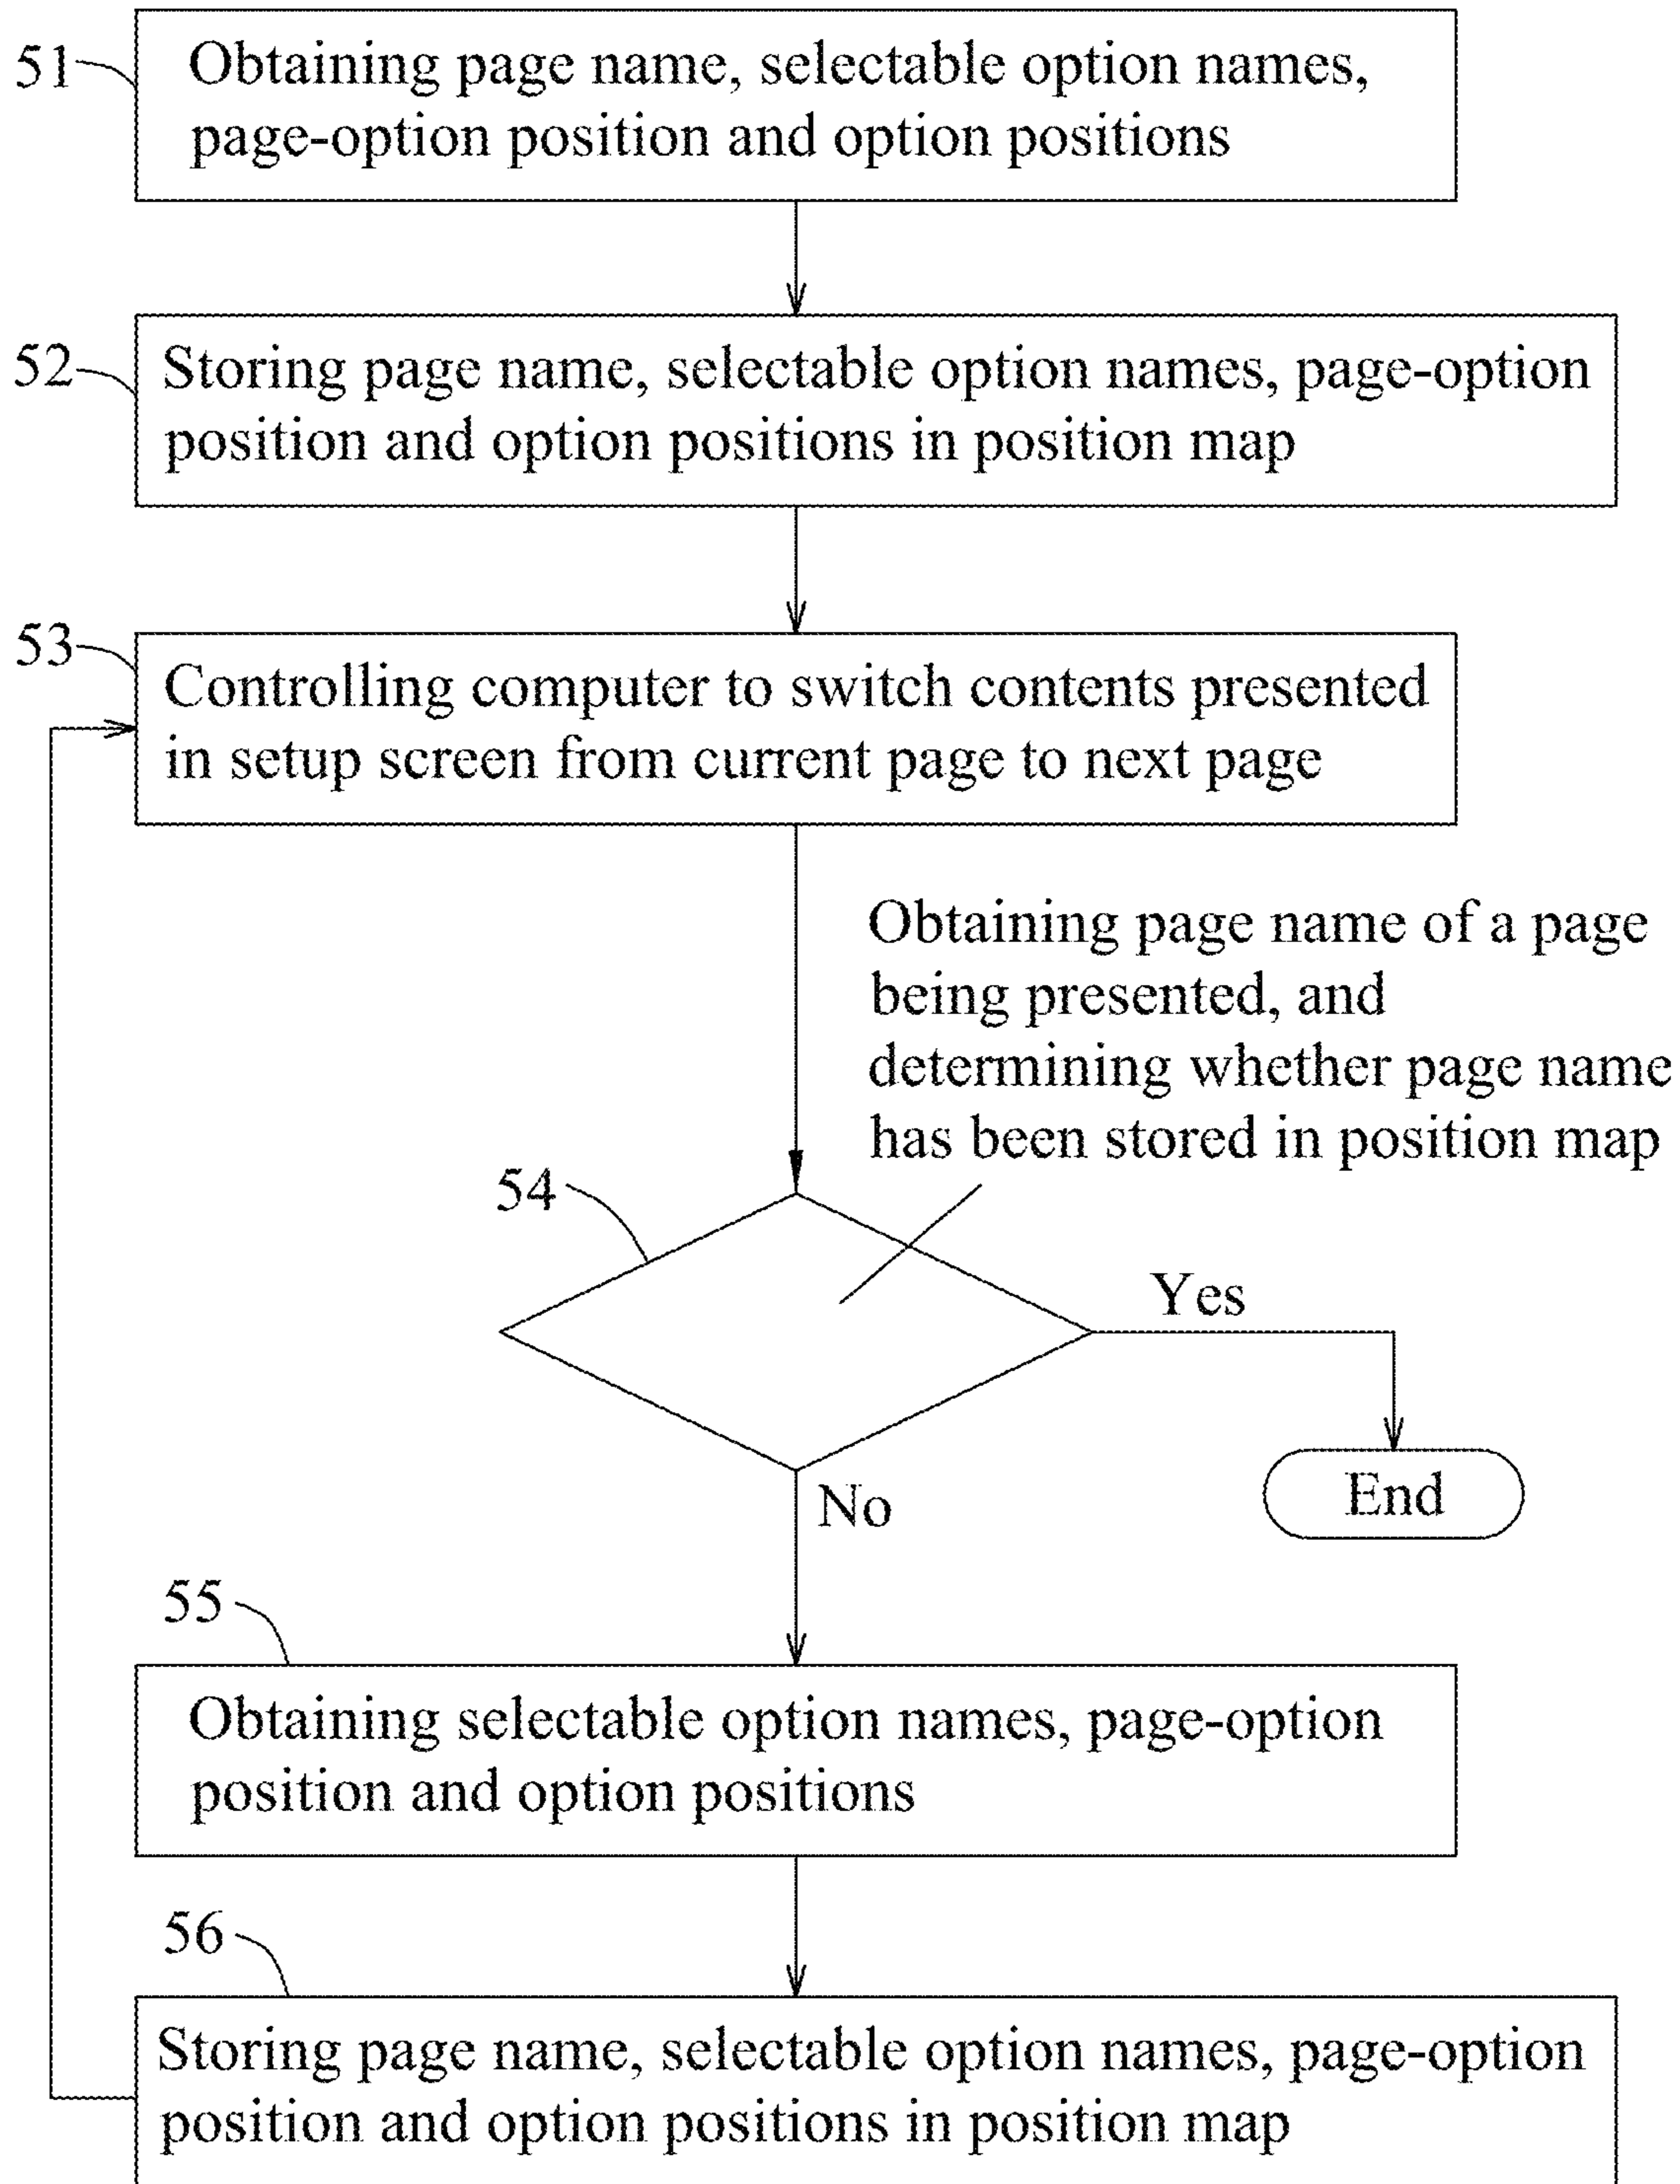 51
Obtaining page name, selectable option names,
page-option position and option positions
52
Storing page name, selectable option names, page-option
position and option positions in position map
53
Controlling computer to switch contents presented
in setup screen from current page to next page
Obtaining page name of a page
being presented, and
determining whether page name
has been stored in position map
54
Yes
End
No
55
Obtaining selectable option names, page-option
position and option positions
56
Storing page name, selectable option names, page-option
position and option positions in position map